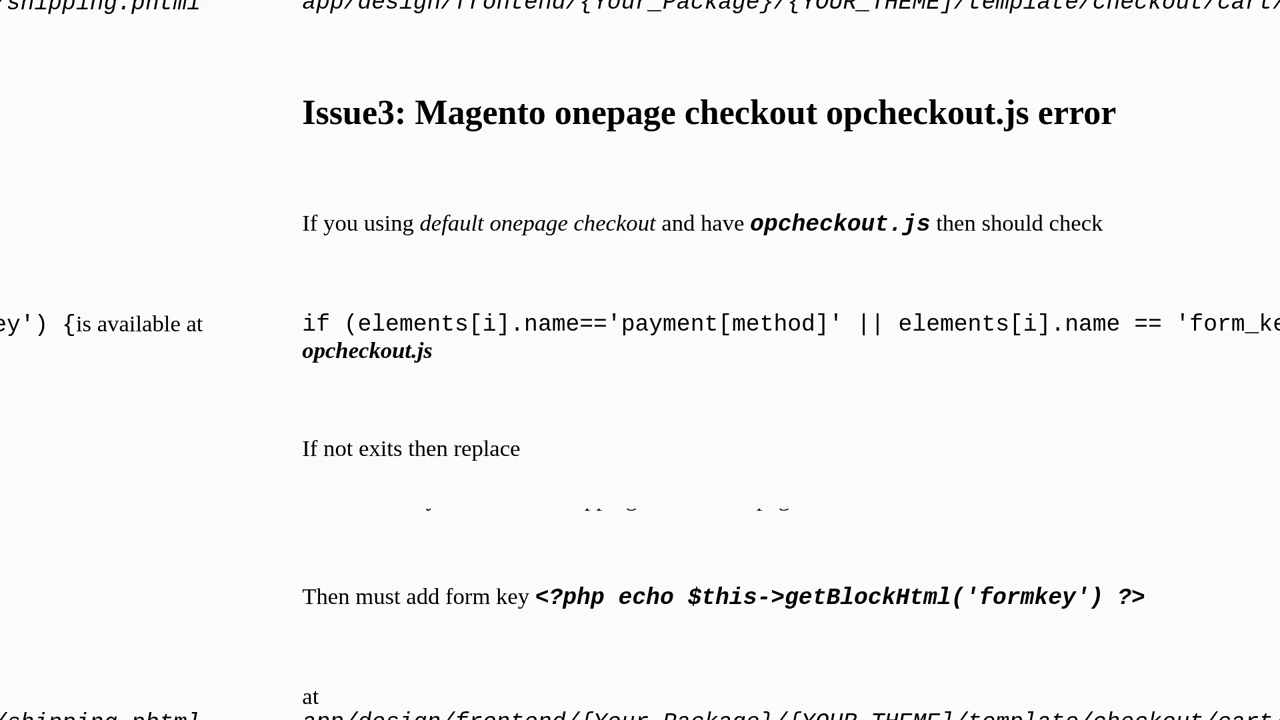 /shipping.phtml app/design/frontend/{Your_Package}/{YOUR_THEME]/template/checkout/cart/
Issue3: Magento onepage checkout opcheckout.js error
If you using default onepage checkout and have opcheckout.js then should check
ey') {is available at if (elements[i].name=='payment[method]' || elements[i].name == 'form_ke
opcheckout.js
If not exits then replace
Then must add form key <?php echo $this->getBlockHtml('formkey') ?>
at
/shipping.phtml app/design/frontend/{Your_Package}/{YOUR_THEME]/template/checkout/cart